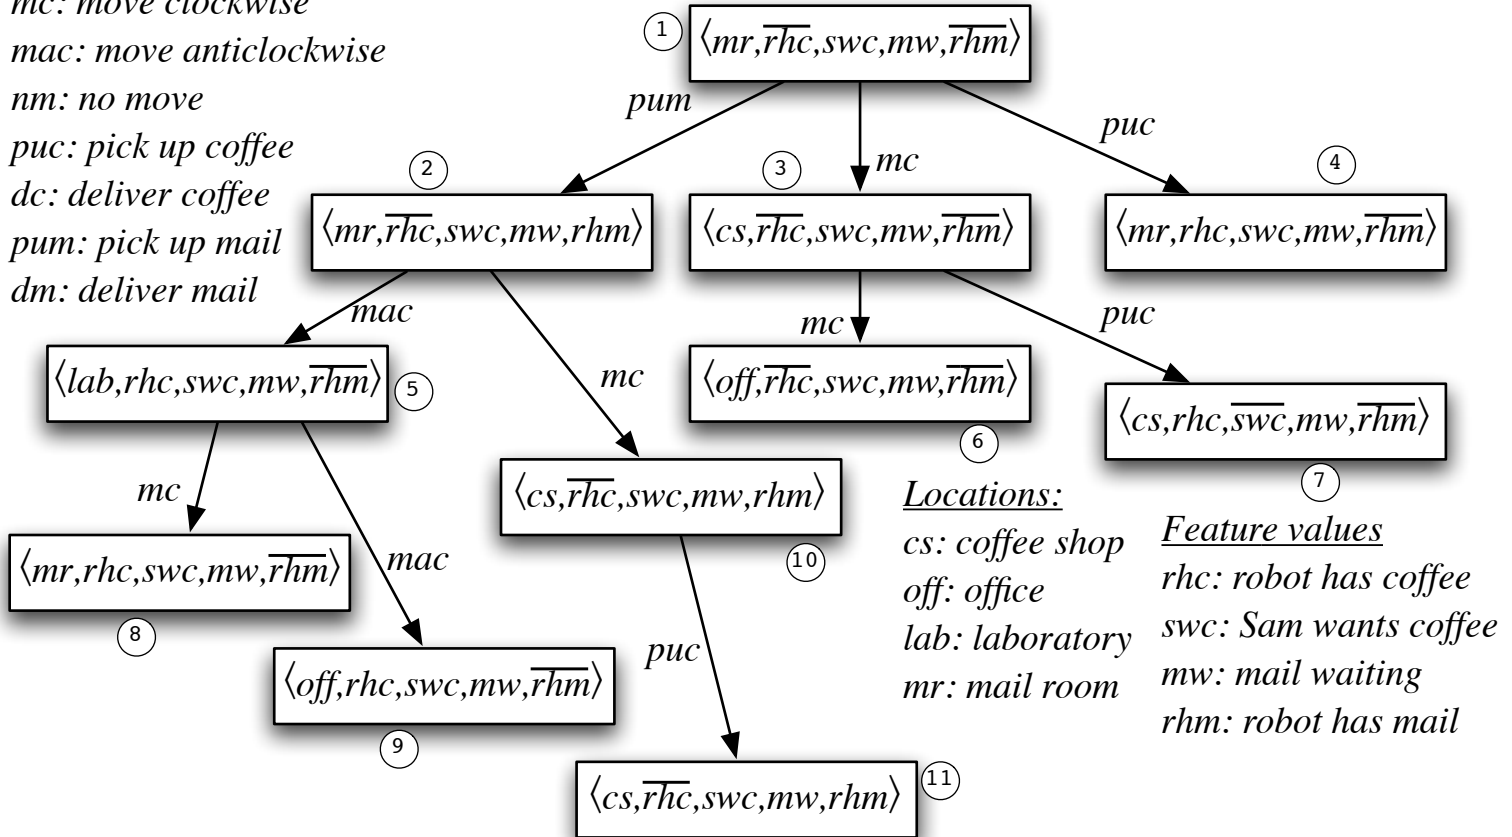 mc: move clockwise
mac: move anticlockwise
nm: no move
puc: pick up coffee
dc: deliver coffee
pum: pick up mail
dm: deliver mail
1
⟨mr,r̅h̅c̅,swc,mw,r̅h̅m̅⟩
pum
mc
puc
2
⟨mr,r̅h̅c̅,swc,mw,rhm⟩
3
⟨cs,r̅h̅c̅,swc,mw,r̅h̅m̅⟩
4
⟨mr,rhc,swc,mw,r̅h̅m̅⟩
mac
mc
mc
puc
⟨lab,rhc,swc,mw,r̅h̅m̅⟩
5
⟨off,r̅h̅c̅,swc,mw,r̅h̅m̅⟩
6
⟨cs,rhc,s̅w̅c̅,mw,r̅h̅m̅⟩
7
mc
mac
⟨cs,r̅h̅c̅,swc,mw,rhm⟩
10
⟨mr,rhc,swc,mw,r̅h̅m̅⟩
8
⟨off,rhc,swc,mw,r̅h̅m̅⟩
9
puc
⟨cs,r̅h̅c̅,swc,mw,rhm⟩
11
Locations:
cs: coffee shop
off: office
lab: laboratory
mr: mail room
Feature values
rhc: robot has coffee
swc: Sam wants coffee
mw: mail waiting
rhm: robot has mail